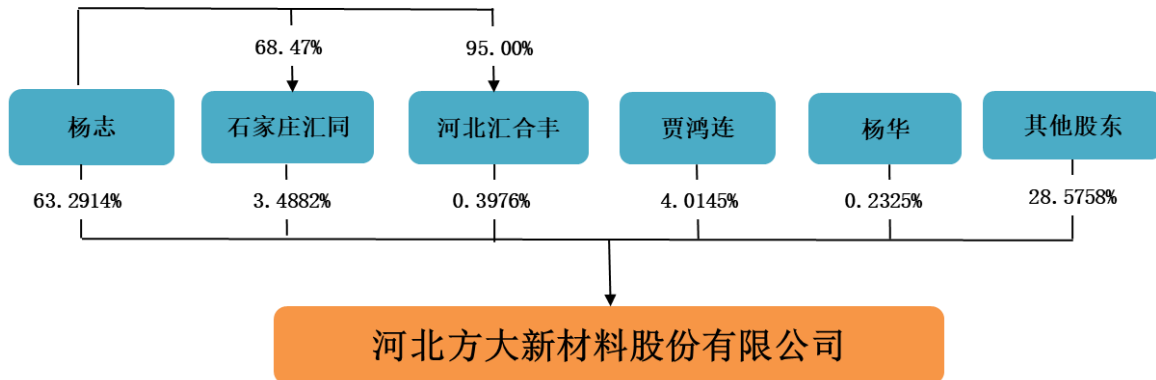 68.47%
95.00%
杨志
石家庄汇同
河北汇合丰
贾鸿连
杨华
其他股东
63.2914%
3.4882%
0.3976%
4.0145%
0.2325%
28.5758%
河北方大新材料股份有限公司